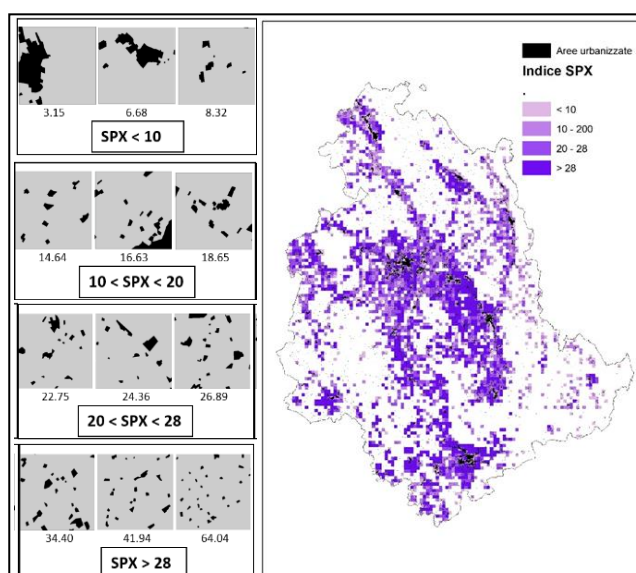 3.15 6.68 8.32
SPX < 10
14.64 16.63 18.65
10 < SPX < 20
22.75 24.36 26.89
20 < SPX < 28
34.40 41.94 64.04
SPX > 28
Aree urbanizzate
Indice SPX
.
< 10
10 - 200
20 - 28
> 28